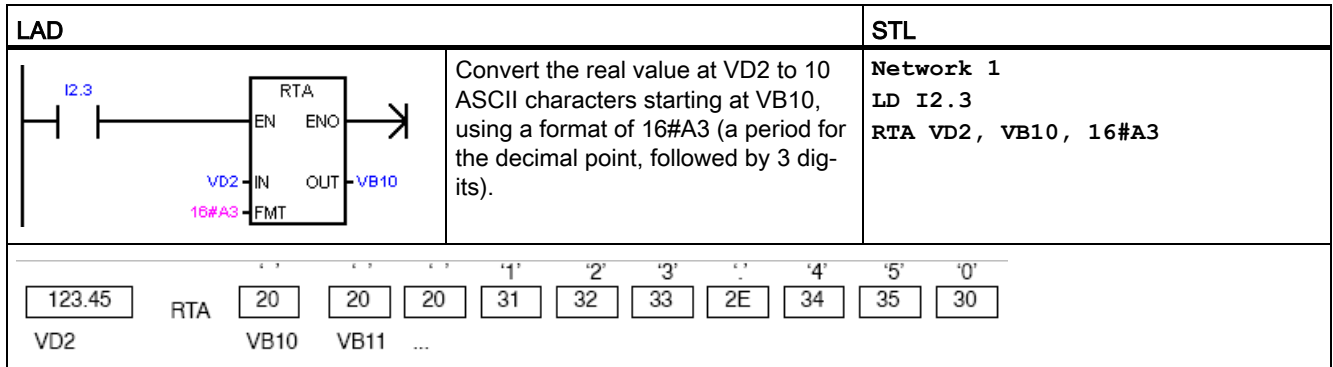 LAD
STL
I2.3
RTA
EN ENO
VD2 IN OUT VB10
16#A3 FMT
Convert the real value at VD2 to 10
ASCII characters starting at VB10,
using a format of 16#A3 (a period for
the decimal point, followed by 3 dig-
its).
Network 1
LD I2.3
RTA VD2, VB10, 16#A3
‘ ’ ‘ ’ ‘ ’ ‘1’ ‘2’ ‘3’ ‘.’ ‘4’ ‘5’ ‘0’
123.45 RTA 20 20 20 31 32 33 2E 34 35 30
VD2 VB10 VB11 ...